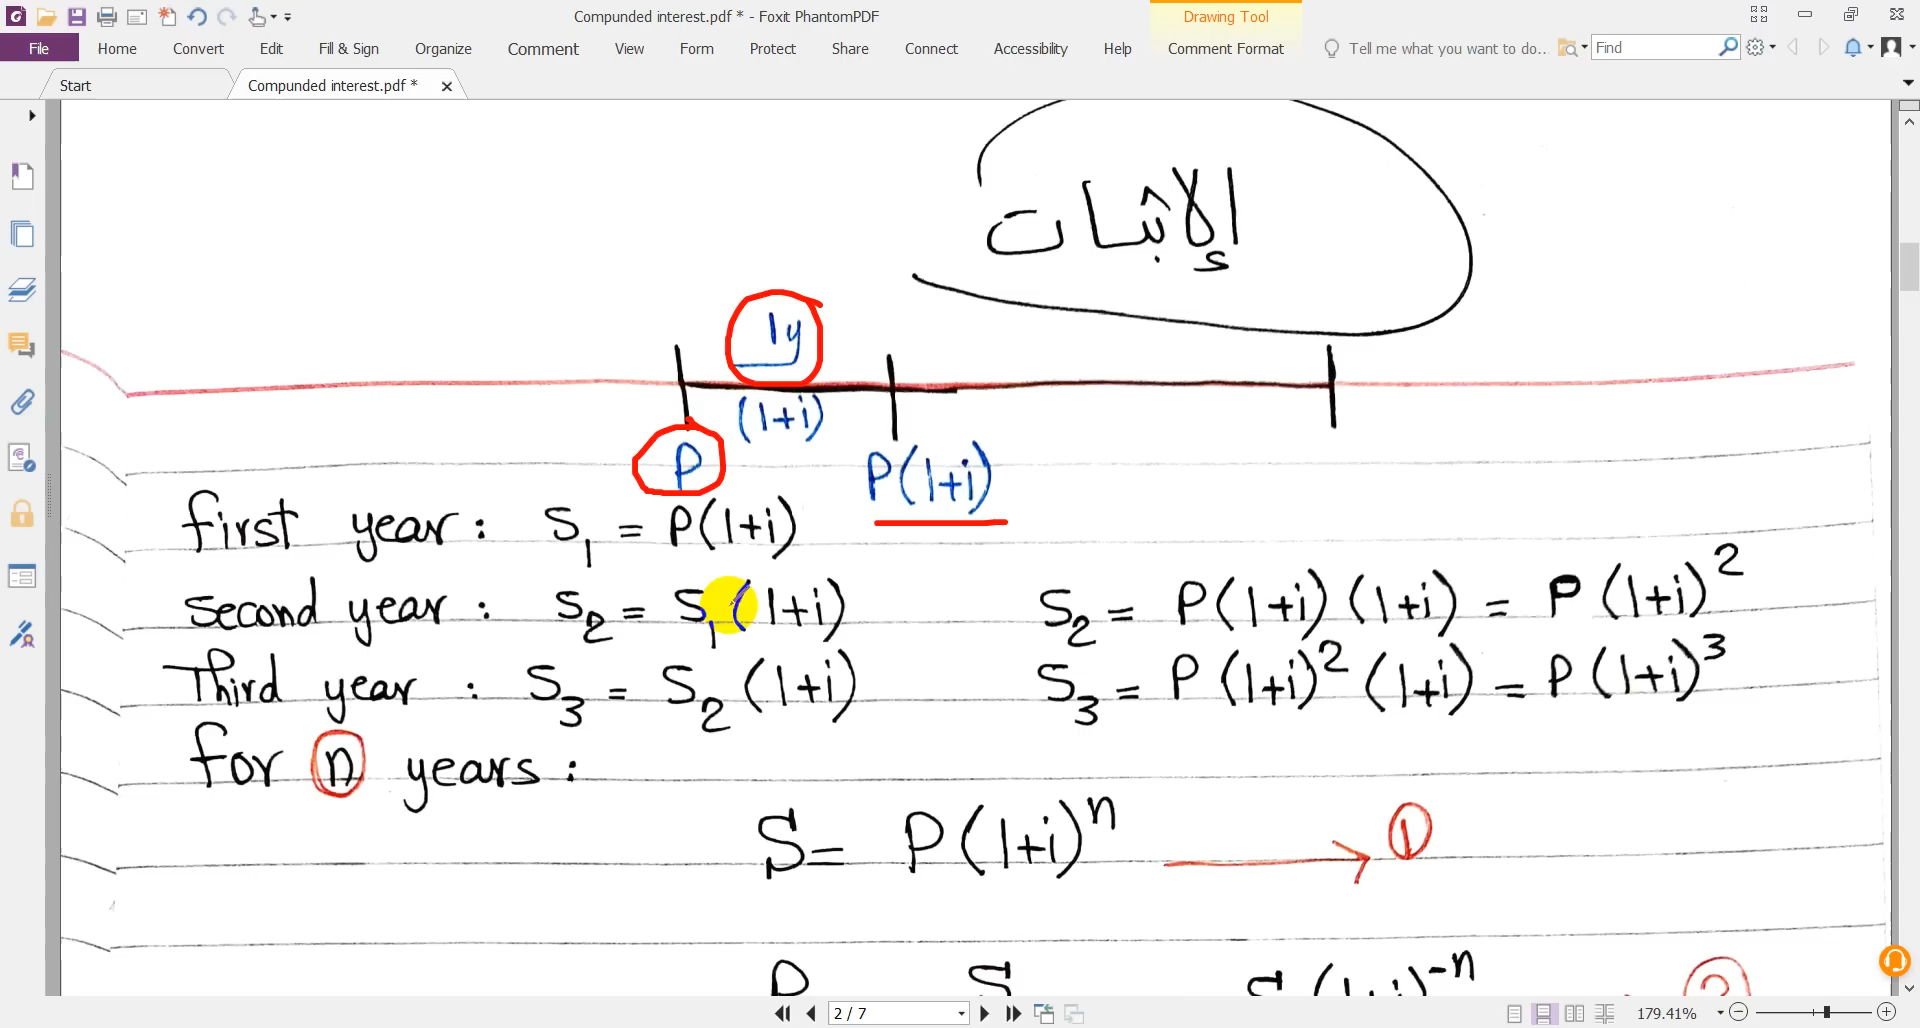 Compunded interest.pdf * - Foxit PhantomPDF
Drawing Tool
File Home Convert Edit Fill & Sign Organize Comment View Form Protect Share Connect Accessibility Help Comment Format Tell me what you want to do... Find
Start Compunded interest.pdf *
الإثبات
1y
(1+i)
P P(1+i)
first year : S₁ = P(1+i)
second year : S₂ = S₁(1+i) S₂ = P(1+i)(1+i) = P(1+i)²
Third year : S₃ = S₂(1+i) S₃ = P(1+i)²(1+i) = P(1+i)³
for n years :
S = P(1+i)ⁿ → ①
2 / 7 179.41%